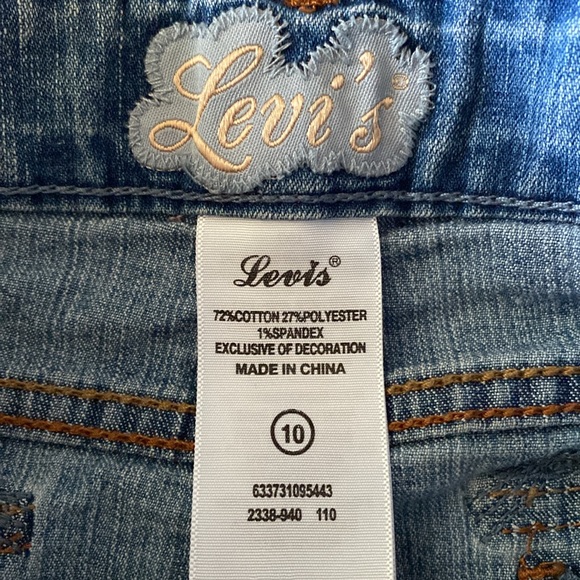 Levi's®
Levi's®
72%COTTON 27%POLYESTER
1%SPANDEX
EXCLUSIVE OF DECORATION
MADE IN CHINA
10
633731095443
2338-940 110